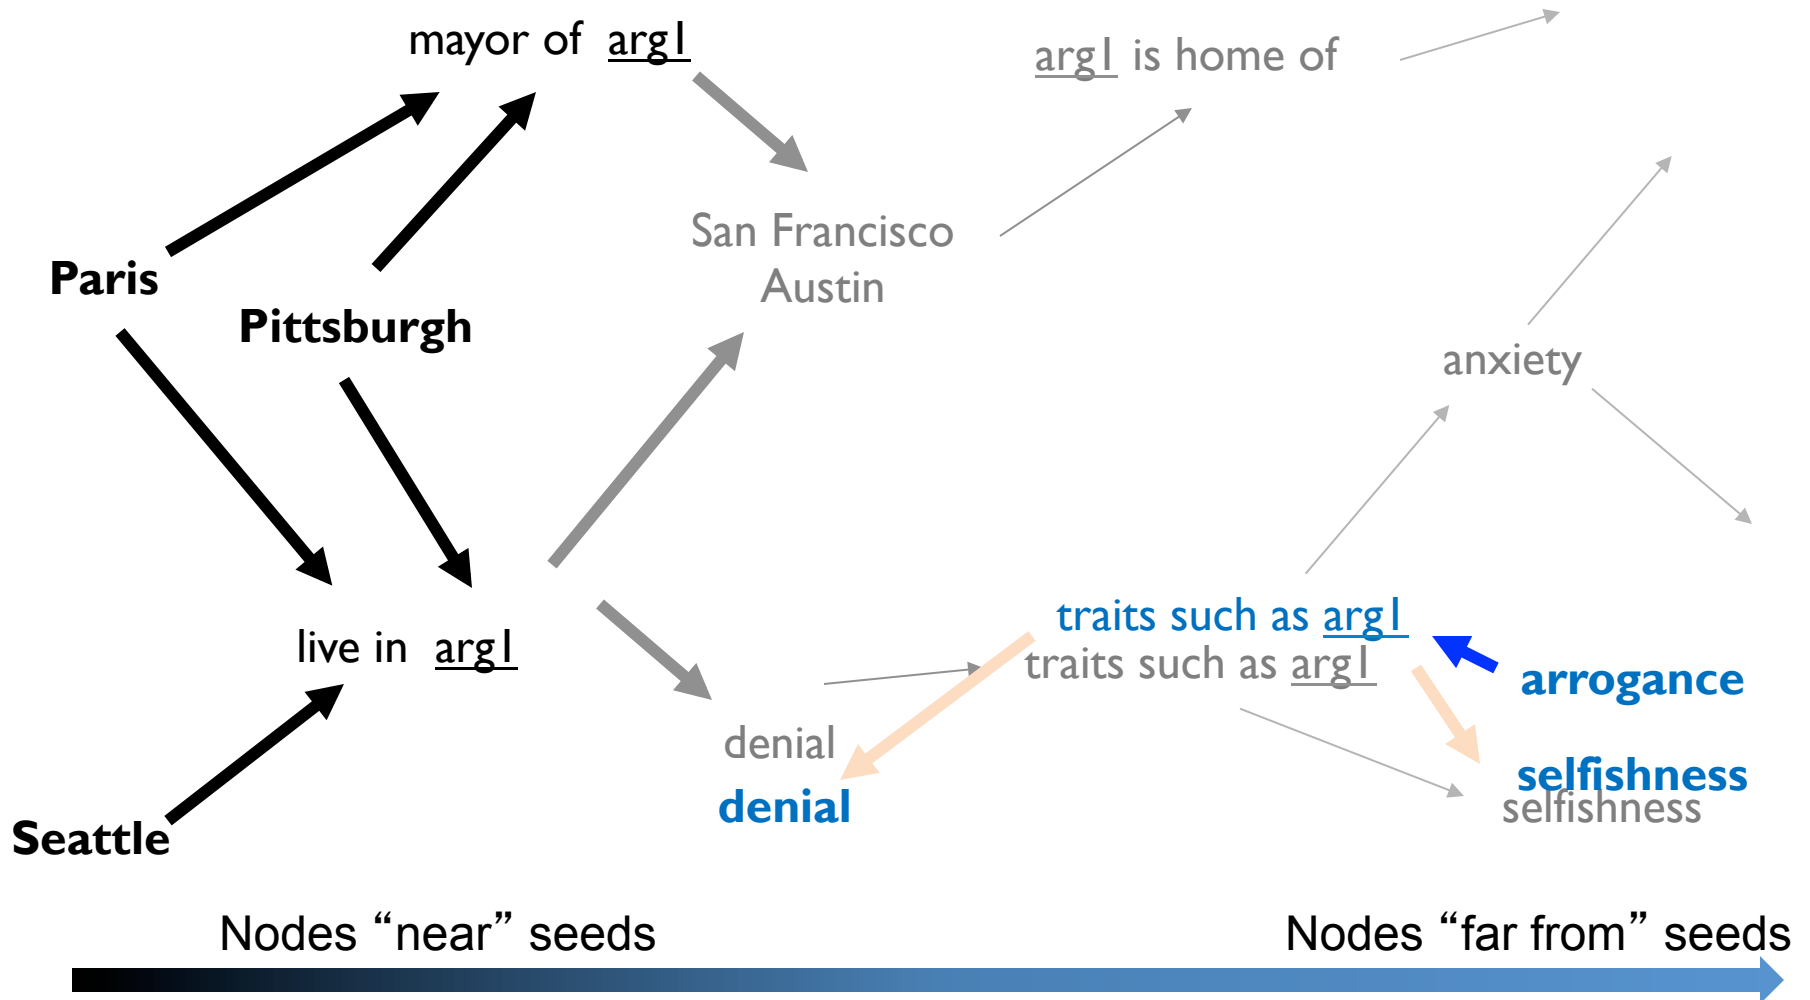 mayor of arg1
arg1 is home of
San Francisco
Austin
Paris
Pittsburgh
anxiety
live in arg1
traits such as arg1
traits such as arg1
arrogance
denial
denial
selfishness
selfishness
Seattle
Nodes “near” seeds
Nodes “far from” seeds